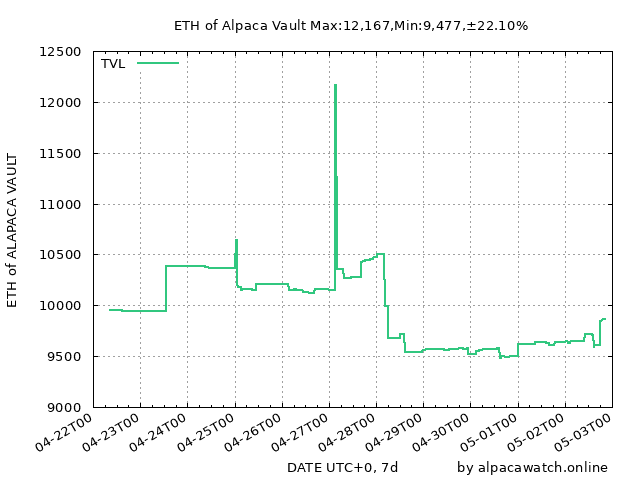 ETH of Alpaca Vault Max:12,167,Min:9,477,±22.10%
TVL
12500
12000
11500
11000
10500
10000
9500
9000
ETH of ALAPACA VAULT
04-22T00
04-23T00
04-24T00
04-25T00
04-26T00
04-27T00
04-28T00
04-29T00
04-30T00
05-01T00
05-02T00
05-03T00
DATE UTC+0, 7d
by alpacawatch.online